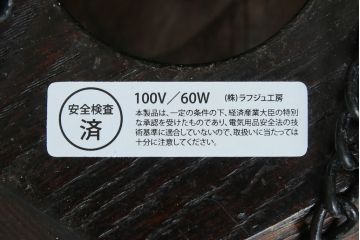 安全検査
済
100V／60W （株）ラフジュ工房
本製品は、一定の条件の下、経済産業大臣の特別
な承認を受けたものであり、電気用品安全法の技
術基準に適合していないので、取扱いに当たっては
十分に注意してください。